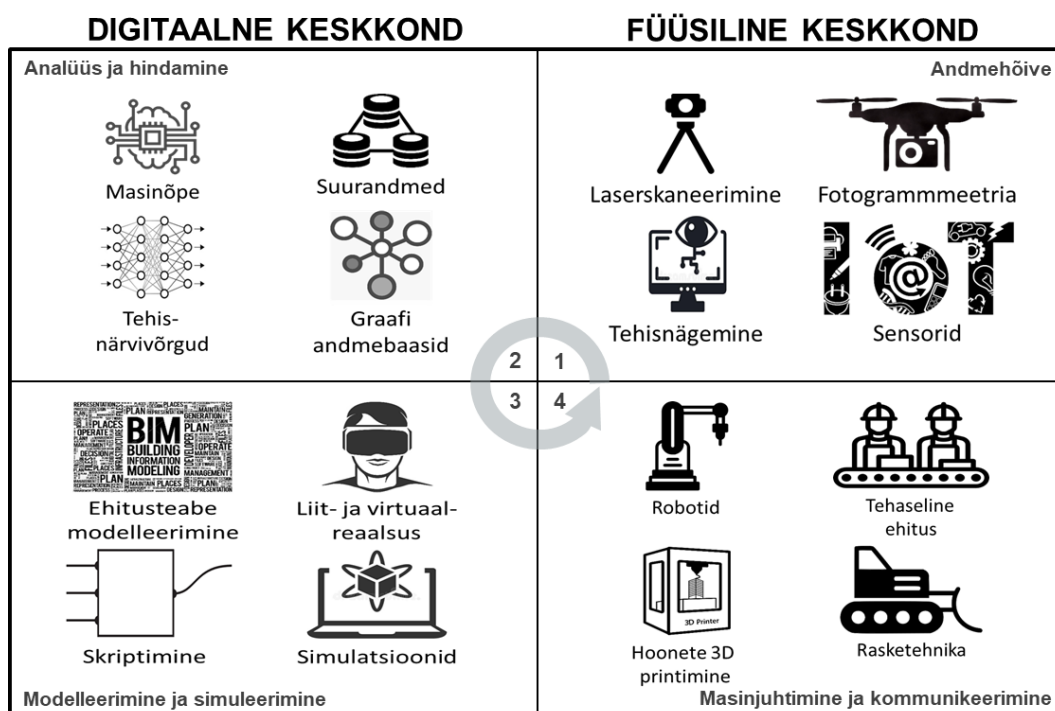 DIGITAALNE KESKKOND
FÜÜSILINE KESKKOND
Analüüs ja hindamine
Masinõpe
Suurandmed
Tehis-
närvivõrgud
Graafi
andmebaasid
2
Andmehõive
Laserskaneerimine
Fotogrammmeetria
IOT
@
Tehisnägemine
Sensorid
1
3
BIM
BUILDING
INFORMATION
MODELING
Ehitusteabe
modelleerimine
Liit- ja virtuaal-
reaalsus
Skriptimine
Simulatsioonid
Modelleerimine ja simuleerimine
4
Robotid
Tehaseline
ehitus
3D Printer
Hoonete 3D
printimine
Rasketehnika
Masinjuhtimine ja kommunikeerimine